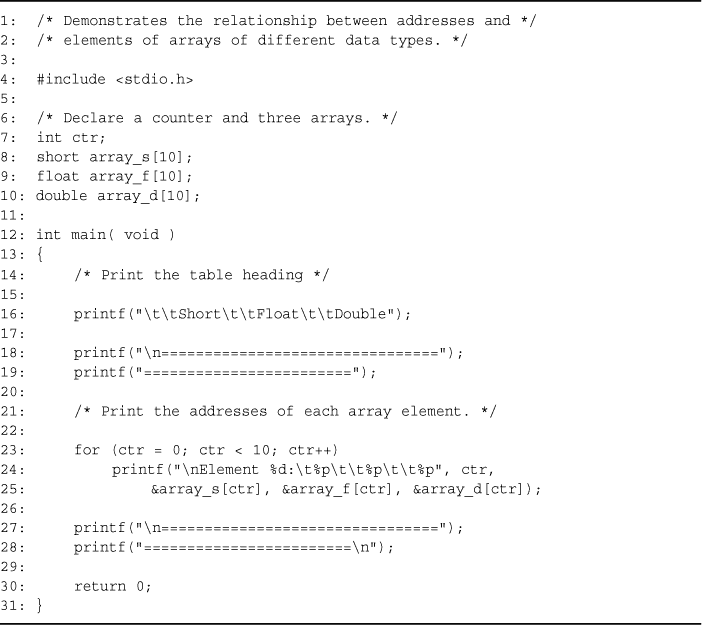 1: /* Demonstrates the relationship between addresses and */
2: /* elements of arrays of different data types. */
3:
4: #include <stdio.h>
5:
6: /* Declare a counter and three arrays. */
7: int ctr;
8: short array_s[10];
9: float array_f[10];
10: double array_d[10];
11:
12: int main( void )
13: {
14:     /* Print the table heading */
15:
16:     printf("\t\tShort\t\tFloat\t\tDouble");
17:
18:     printf("\n================================");
19:     printf("========================");
20:
21:     /* Print the addresses of each array element. */
22:
23:     for (ctr = 0; ctr < 10; ctr++)
24:         printf("\nElement %d:\t%p\t\t%p\t\t%p", ctr,
25:             &array_s[ctr], &array_f[ctr], &array_d[ctr]);
26:
27:     printf("\n================================");
28:     printf("========================\n");
29:
30:     return 0;
31: }